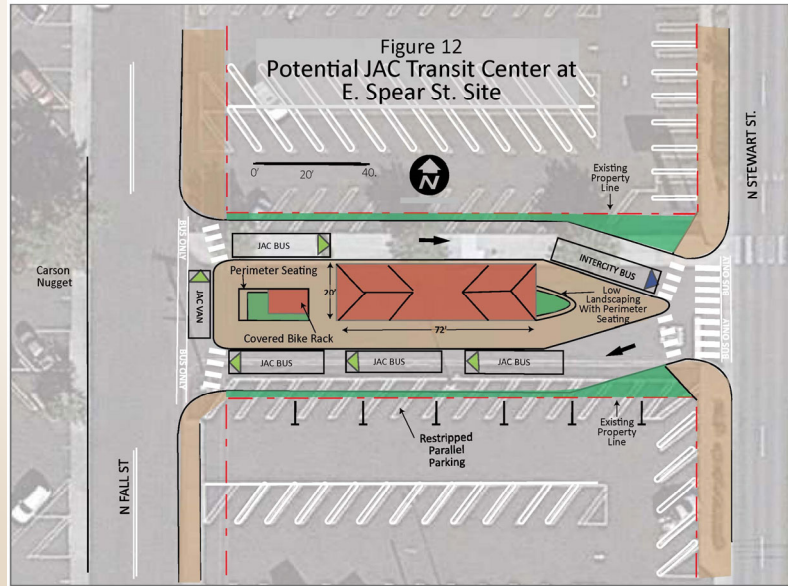 Figure 12
Potential JAC Transit Center at
E. Spear St. Site
0'
20'
40.
N
Existing
Property
Line
N STEWART ST.
BUS ONLY
JAC BUS
INTERCITY BUS
BUS ONLY
Carson
Nugget
JAC VAN
Perimeter Seating
20'
Low
Landscaping
With Perimeter
Seating
Covered Bike Rack
72'
BUS ONLY
BUS ONLY
JAC BUS
JAC BUS
JAC BUS
Restripped
Parallel
Parking
Existing
Property
Line
N FALL ST